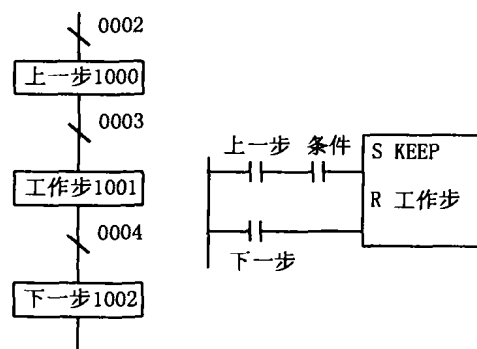 0002
上一步1000
0003
工作步1001
0004
下一步1002
上一步 条件
S KEEP
R 工作步
下一步